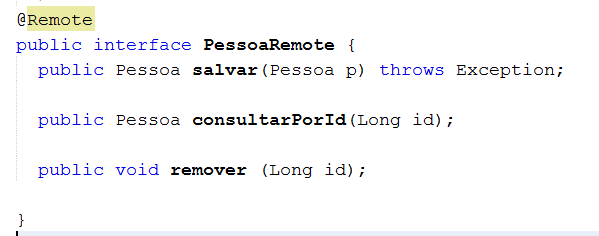 @Remote
public interface PessoaRemote {
public Pessoa salvar(Pessoa p) throws Exception;
public Pessoa consultarPorId(Long id);
public void remover (Long id);
}